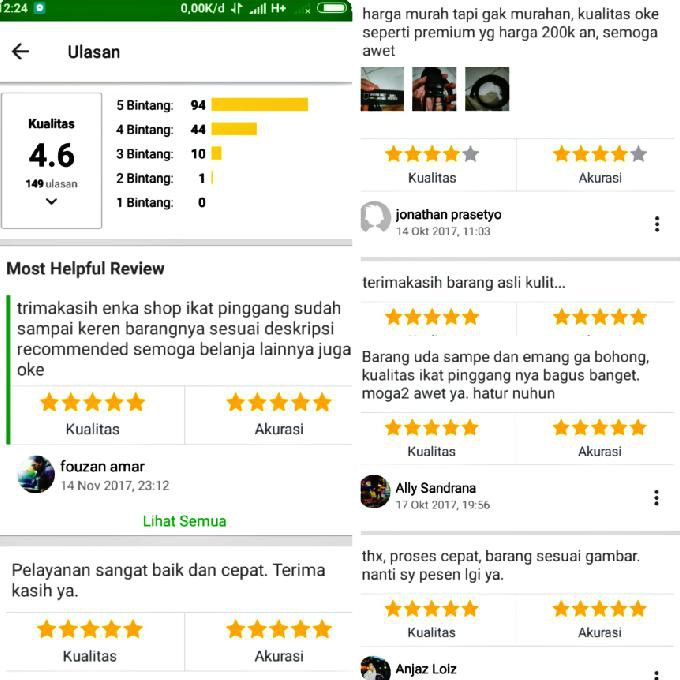 12:24 0,00K/d H+
Ulasan
Kualitas
4.6
149 ulasan
5 Bintang: 94
4 Bintang: 44
3 Bintang: 10
2 Bintang: 1
1 Bintang: 0
Most Helpful Review
trimakasih enka shop ikat pinggang sudah
sampai keren barangnya sesuai deskripsi
recommended semoga belanja lainnya juga
oke
Kualitas Akurasi
fouzan amar
14 Nov 2017, 23:12
Lihat Semua
Pelayanan sangat baik dan cepat. Terima
kasih ya.
Kualitas Akurasi
harga murah tapi gak murahan, kualitas oke
seperti premium yg harga 200k an, semoga
awet
Kualitas Akurasi
jonathan prasetyo
14 Okt 2017, 11:03
terimakasih barang asli kulit...
Barang uda sampe dan emang ga bohong,
kualitas ikat pinggang nya bagus banget.
moga2 awet ya. hatur nuhun
Kualitas Akurasi
Ally Sandrana
17 Okt 2017, 19:56
thx, proses cepat, barang sesuai gambar.
nanti sy pesen lgi ya.
Kualitas Akurasi
Anjaz Loiz